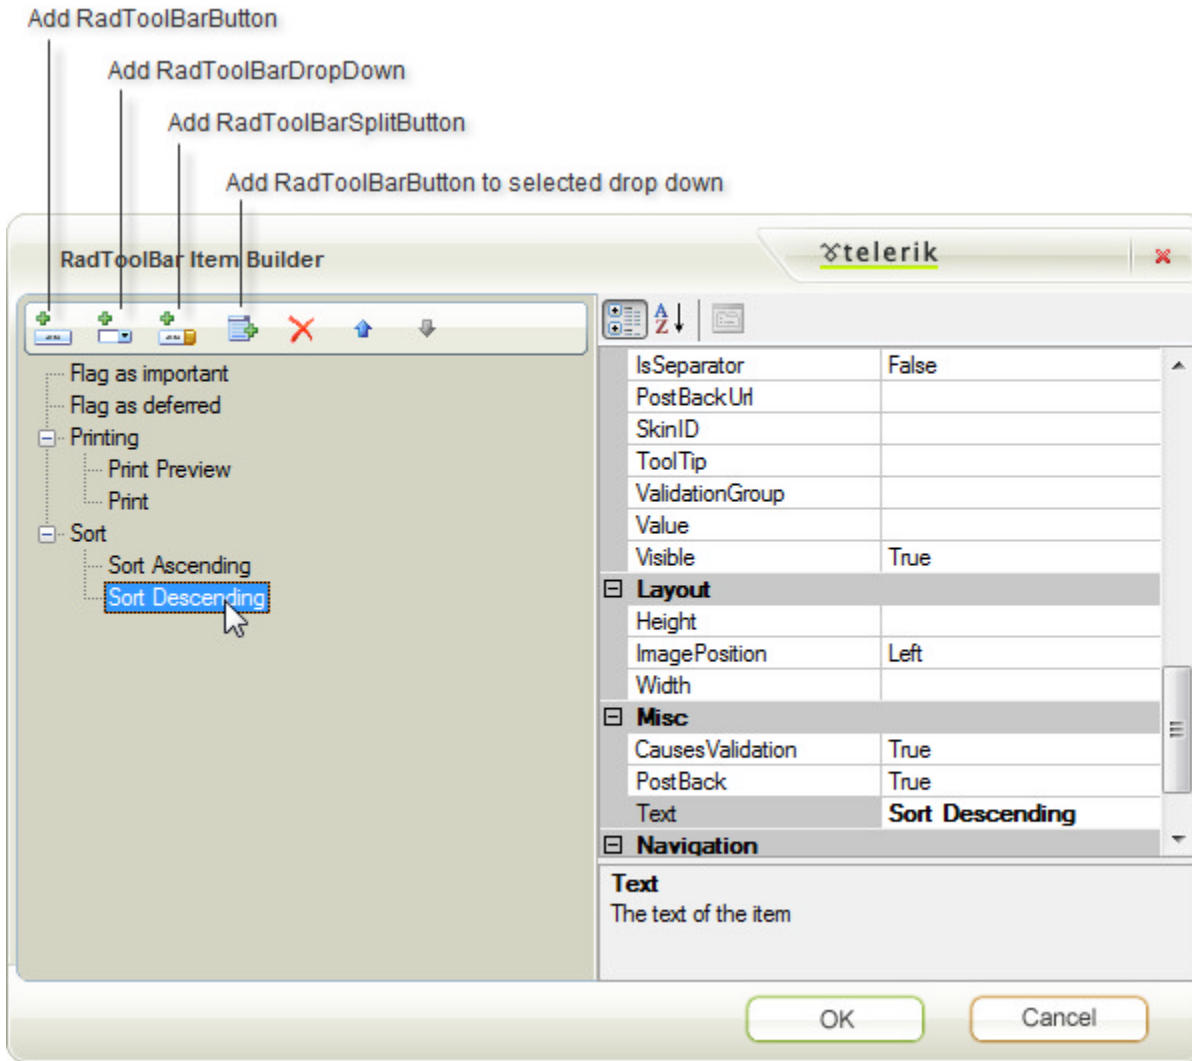 Add RadToolBarButton
Add RadToolBarDropDown
Add RadToolBarSplitButton
Add RadToolBarButton to selected drop down
RadToolBar Item Builder
telerik
Flag as important
Flag as deferred
Printing
Print Preview
Print
Sort
Sort Ascending
Sort Descending
A
Z
IsSeparator False
PostBackUrl
SkinID
ToolTip
ValidationGroup
Value
Visible True
Layout
Height
ImagePosition Left
Width
Misc
CausesValidation True
PostBack True
Text Sort Descending
Navigation
Text
The text of the item
OK Cancel